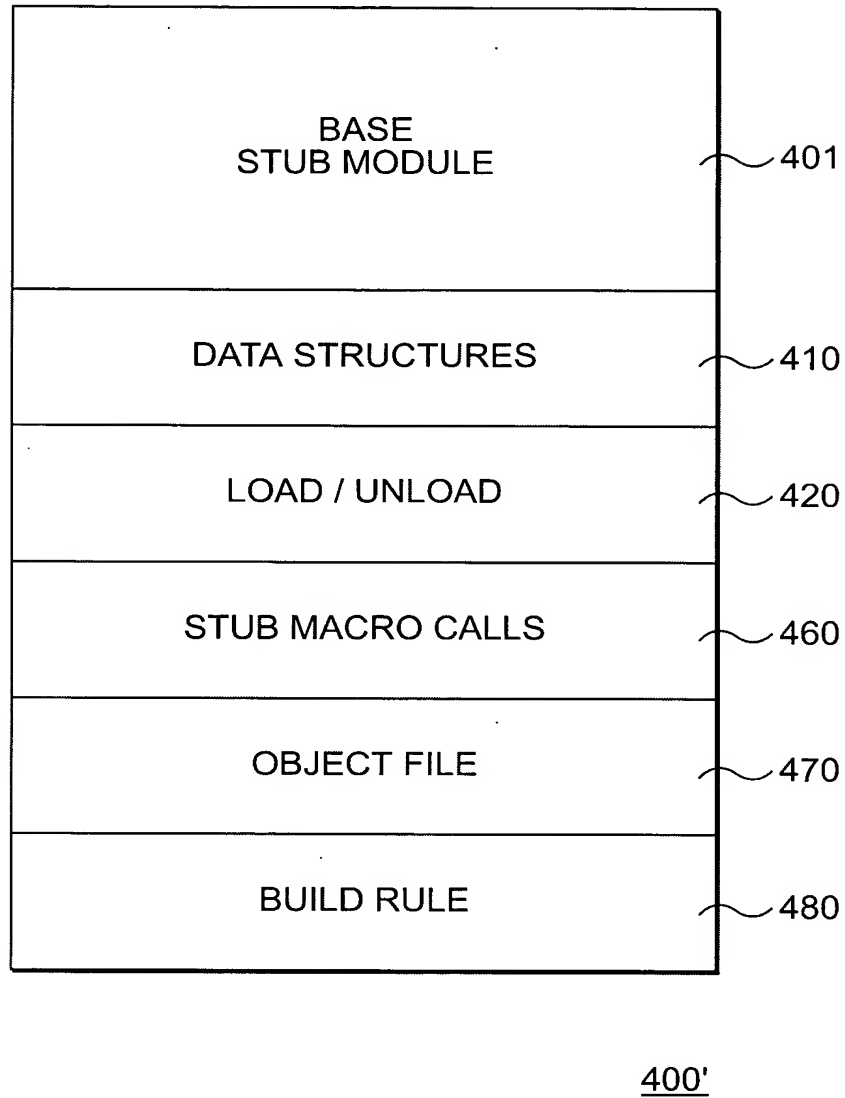 BASE
STUB MODULE
401
DATA STRUCTURES
410
LOAD / UNLOAD
420
STUB MACRO CALLS
460
OBJECT FILE
470
BUILD RULE
480
400'